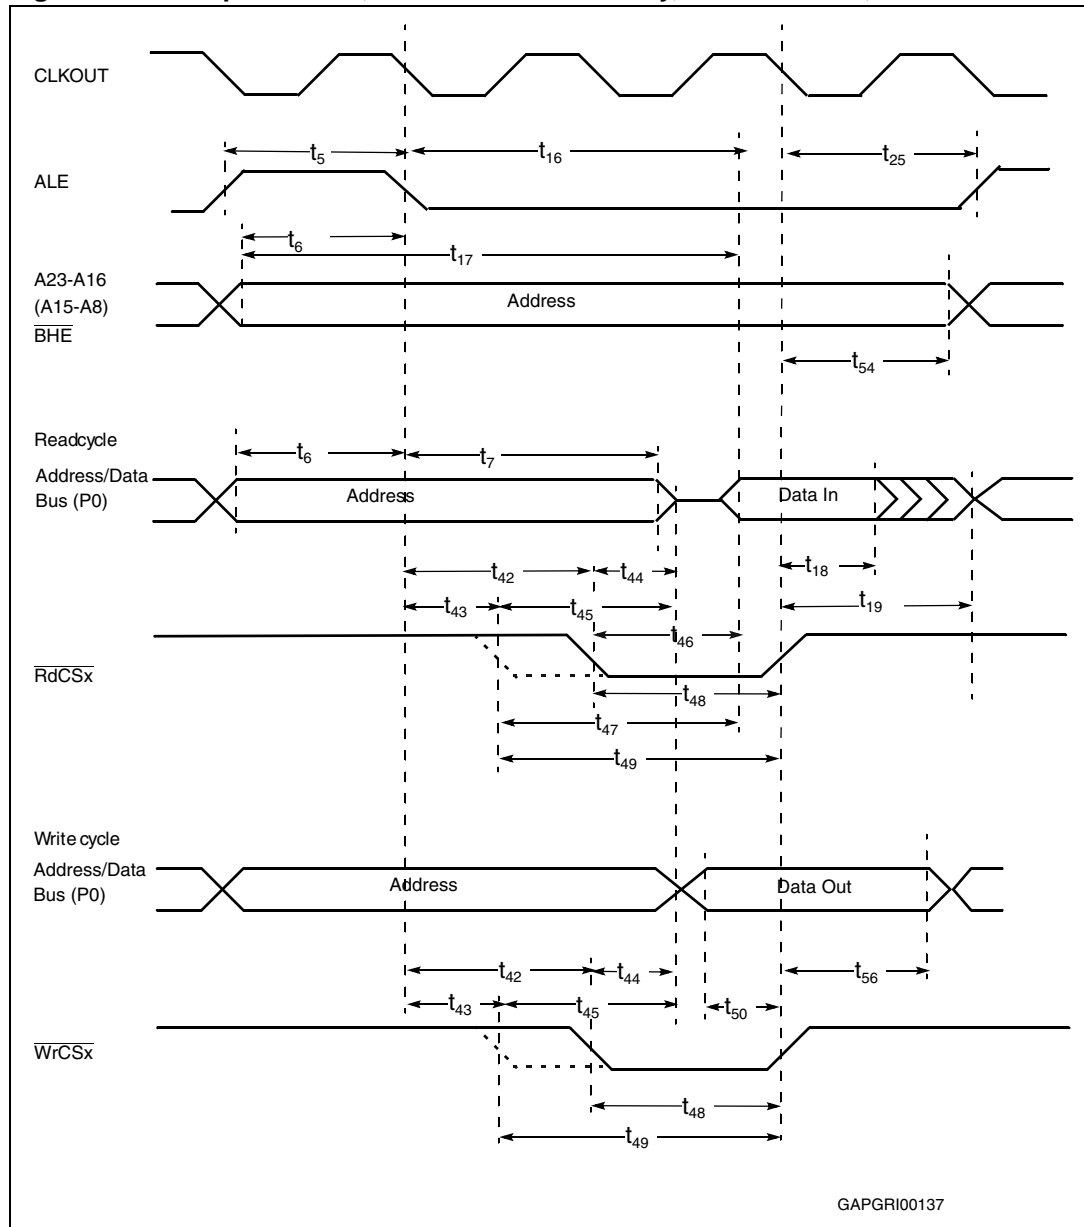 CLKOUT
t5 t16 t25
ALE
t6
t17
A23-A16
(A15-A8)
BHE
Address
t54
Readcycle
t6 t7
Address/Data
Bus (P0)
Address Data In
t42 t44 t18
t43 t45 t19
t46
RdCSx
t48
t47
t49
Write cycle
Address/Data
Bus (P0)
Address Data Out
t42 t44 t56
t43 t45 t50
WrCSx
t48
t49
GAPGRI00137